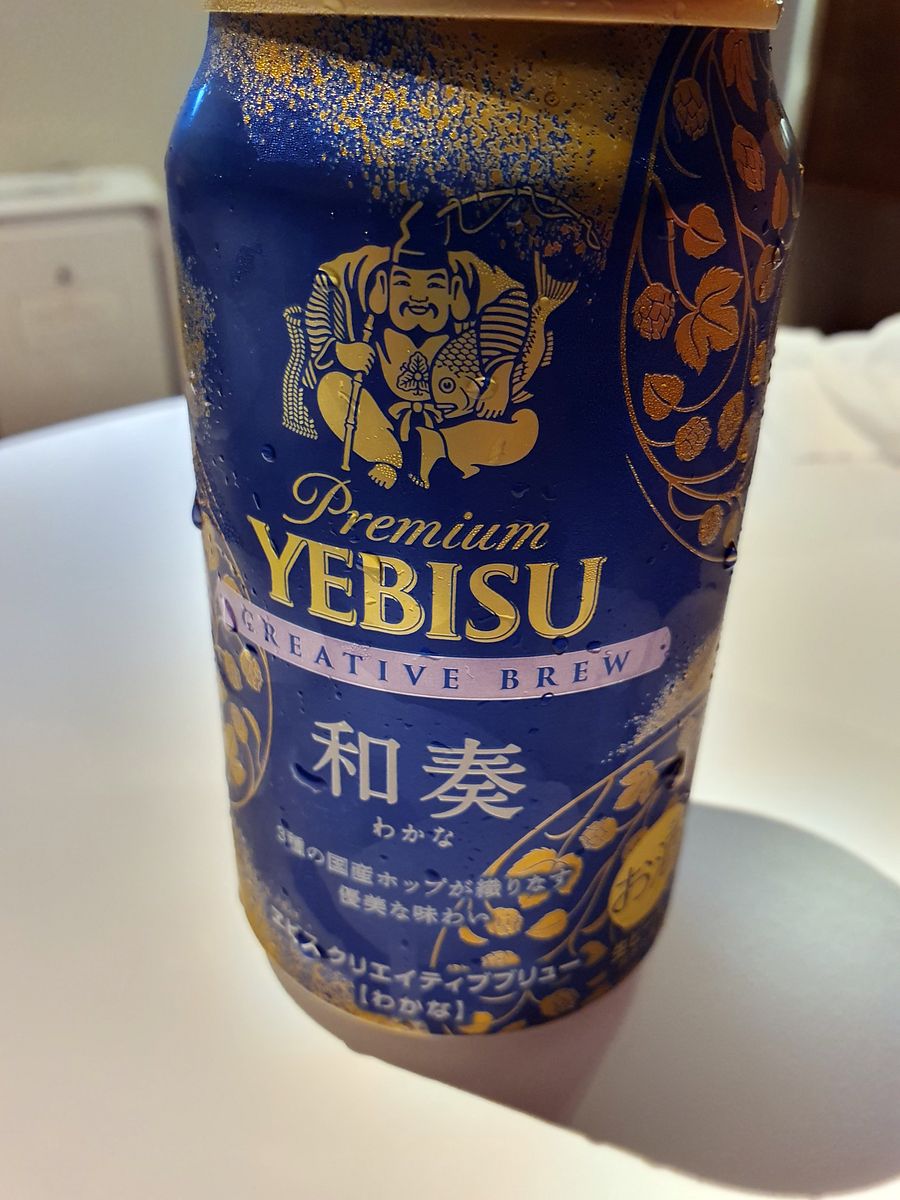 Premium
YEBISU
CREATIVE BREW
和奏
わかな
3種の国産ホップが織りなす
優美な味わい
ヱビス クリエイティブブリュー
[わかな]
お酒